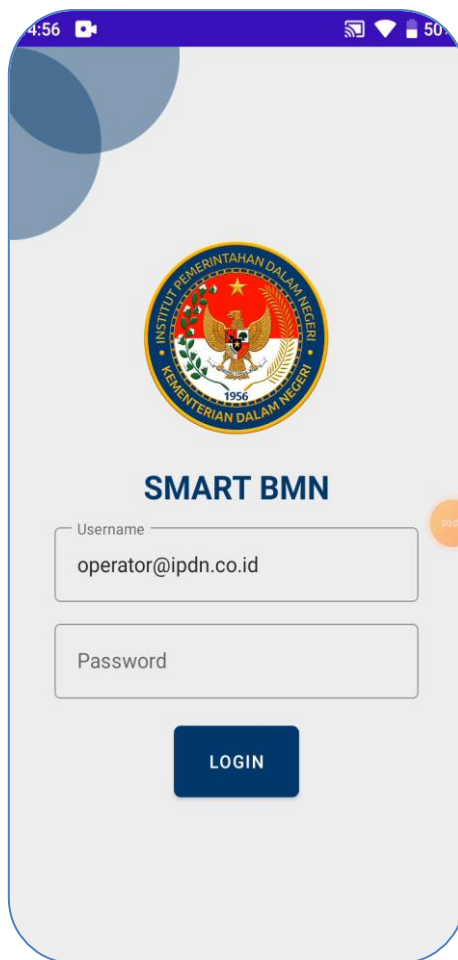 4:56
50
INSTITUT PEMERINTAHAN DALAM NEGERI
KEMENTERIAN DALAM NEGERI
1956
SMART BMN
Username
operator@ipdn.co.id
Password
LOGIN